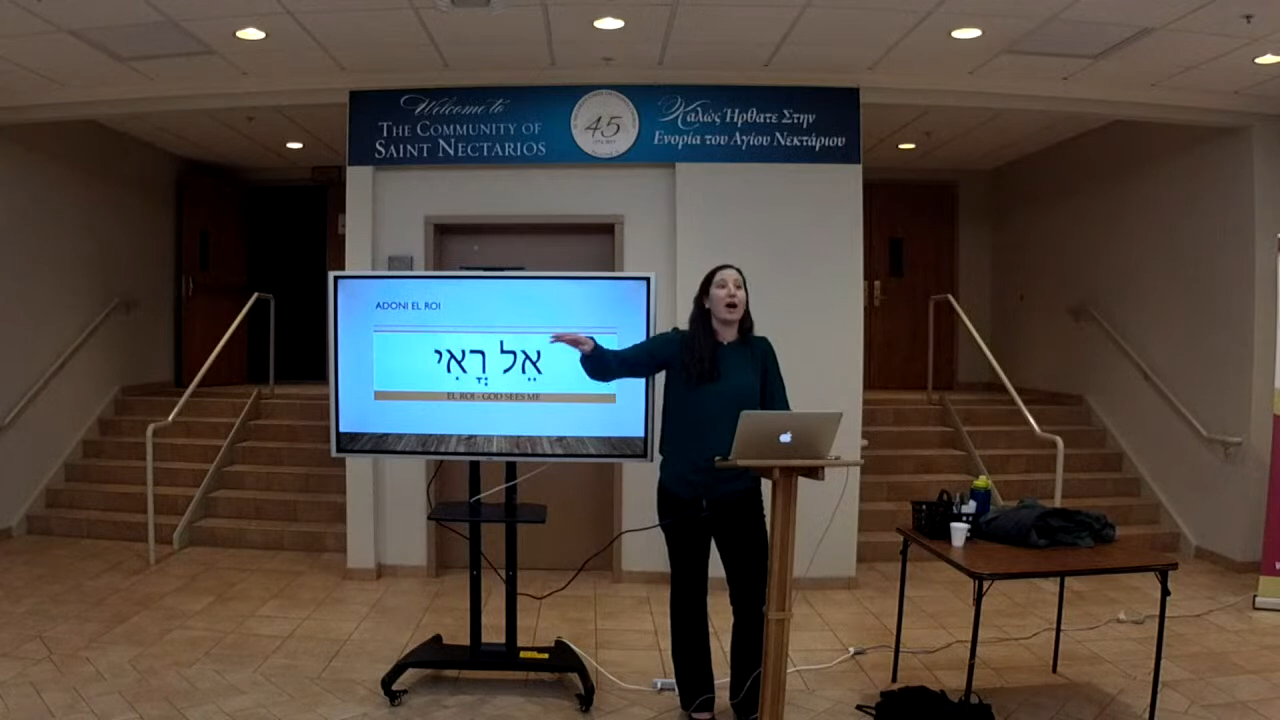 Welcome to
THE COMMUNITY OF
SAINT NECTARIOS
45
Καλώς Ήρθατε Στην
Ενορία του Αγίου Νεκτάριου
ADONI EL ROI
אֵל רָאִי
EL ROI - GOD SEES ME